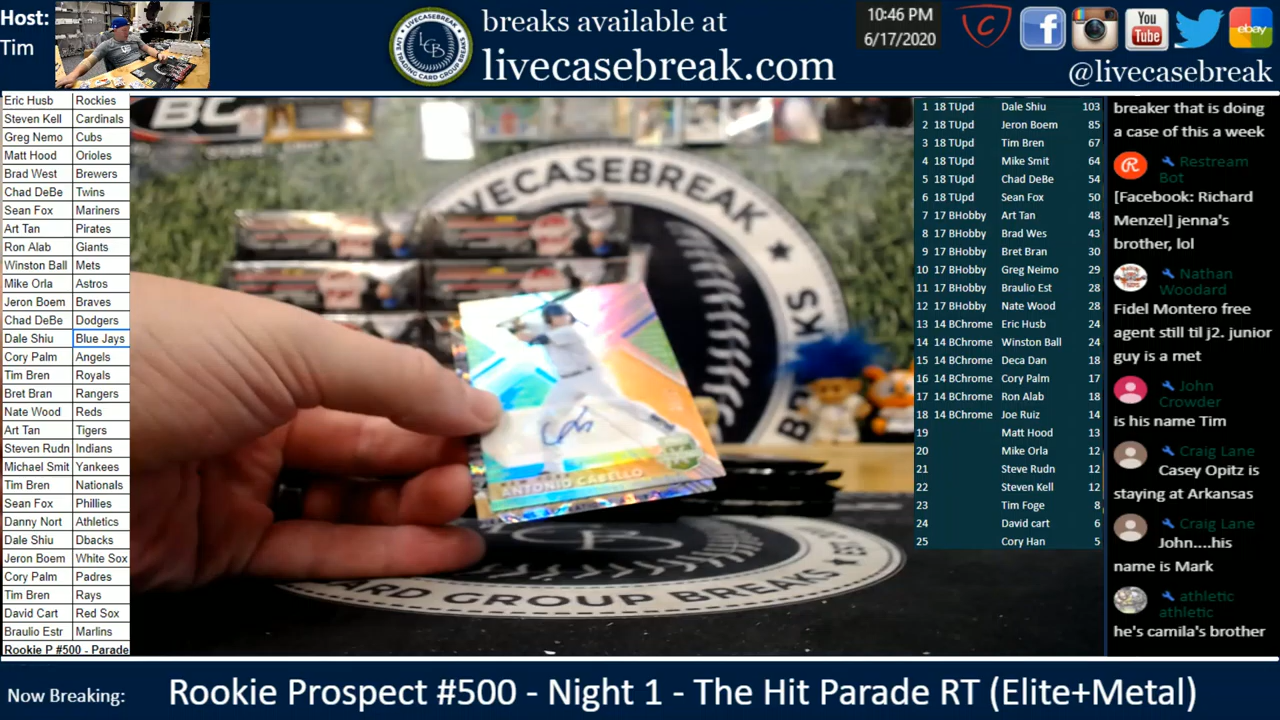 Host:
Tim
LCB
LIVE TRADING CARD GROUP BREAKS
breaks available at
livecasebreak.com
10:46 PM
6/17/2020
You
Tube
ebay
@livecasebreak
Eric Husb Rockies
Steven Kell Cardinals
Greg Nemo Cubs
Matt Hood Orioles
Brad West Brewers
Chad DeBe Twins
Sean Fox Mariners
Art Tan Pirates
Ron Alab Giants
Winston Ball Mets
Mike Orla Astros
Jeron Boem Braves
Chad DeBe Dodgers
Dale Shiu Blue Jays
Cory Palm Angels
Tim Bren Royals
Bret Bran Rangers
Nate Wood Reds
Art Tan Tigers
Steven Rudn Indians
Michael Smit Yankees
Tim Bren Nationals
Sean Fox Phillies
Danny Nort Athletics
Dale Shiu Dbacks
Jeron Boem White Sox
Cory Palm Padres
Tim Bren Rays
David Cart Red Sox
Braulio Estr Marlins
Rookie P #500 - Parade
BC
LIVECASEBREAK
BREAKS
ANTONIO CABELLO
CARD GROUP BREAKS
EST
1 18 TUpd Dale Shiu 103
2 18 TUpd Jeron Boem 85
3 18 TUpd Tim Bren 67
4 18 TUpd Mike Smit 64
5 18 TUpd Chad DeBe 54
6 18 TUpd Sean Fox 50
7 17 BHobby Art Tan 48
8 17 BHobby Brad Wes 43
9 17 BHobby Bret Bran 30
10 17 BHobby Greg Neimo 29
11 17 BHobby Braulio Est 28
12 17 BHobby Nate Wood 28
13 14 BChrome Eric Husb 24
14 14 BChrome Winston Ball 24
15 14 BChrome Deca Dan 18
16 14 BChrome Cory Palm 17
17 14 BChrome Ron Alab 18
18 14 BChrome Joe Ruiz 14
19 Matt Hood 13
20 Mike Orla 12
21 Steve Rudn 12
22 Steven Kell 12
23 Tim Foge 8
24 David cart 6
25 Cory Han 5
breaker that is doing
a case of this a week
Restream
Bot
[Facebook: Richard
Menzel] jenna's
brother, lol
Nathan
Woodard
Fidel Montero free
agent still til j2. junior
guy is a met
John
Crowder
is his name Tim
Craig Lane
Casey Opitz is
staying at Arkansas
Craig Lane
John....his
name is Mark
athletic
athletic
he's camila's brother
Now Breaking:
Rookie Prospect #500 - Night 1 - The Hit Parade RT (Elite+Metal)